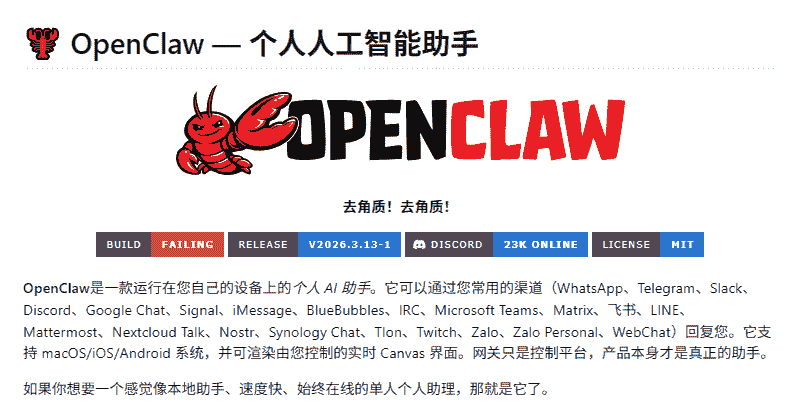 OpenClaw — 个人人工智能助手
OPENCLAW
去角质！去角质！
BUILD FAILING RELEASE V2026.3.13-1 DISCORD 23K ONLINE LICENSE MIT
OpenClaw是一款运行在您自己的设备上的个人 AI 助手。它可以通过您常用的渠道（WhatsApp、Telegram、Slack、
Discord、Google Chat、Signal、iMessage、BlueBubbles、IRC、Microsoft Teams、Matrix、飞书、LINE、
Mattermost、Nextcloud Talk、Nostr、Synology Chat、Tlon、Twitch、Zalo、Zalo Personal、WebChat）回复您。它支
持 macOS/iOS/Android 系统，并可渲染由您控制的实时 Canvas 界面。网关只是控制平台，产品本身才是真正的助手。
如果你想要一个感觉像本地助手、速度快、始终在线的单人个人助理，那就是它了。